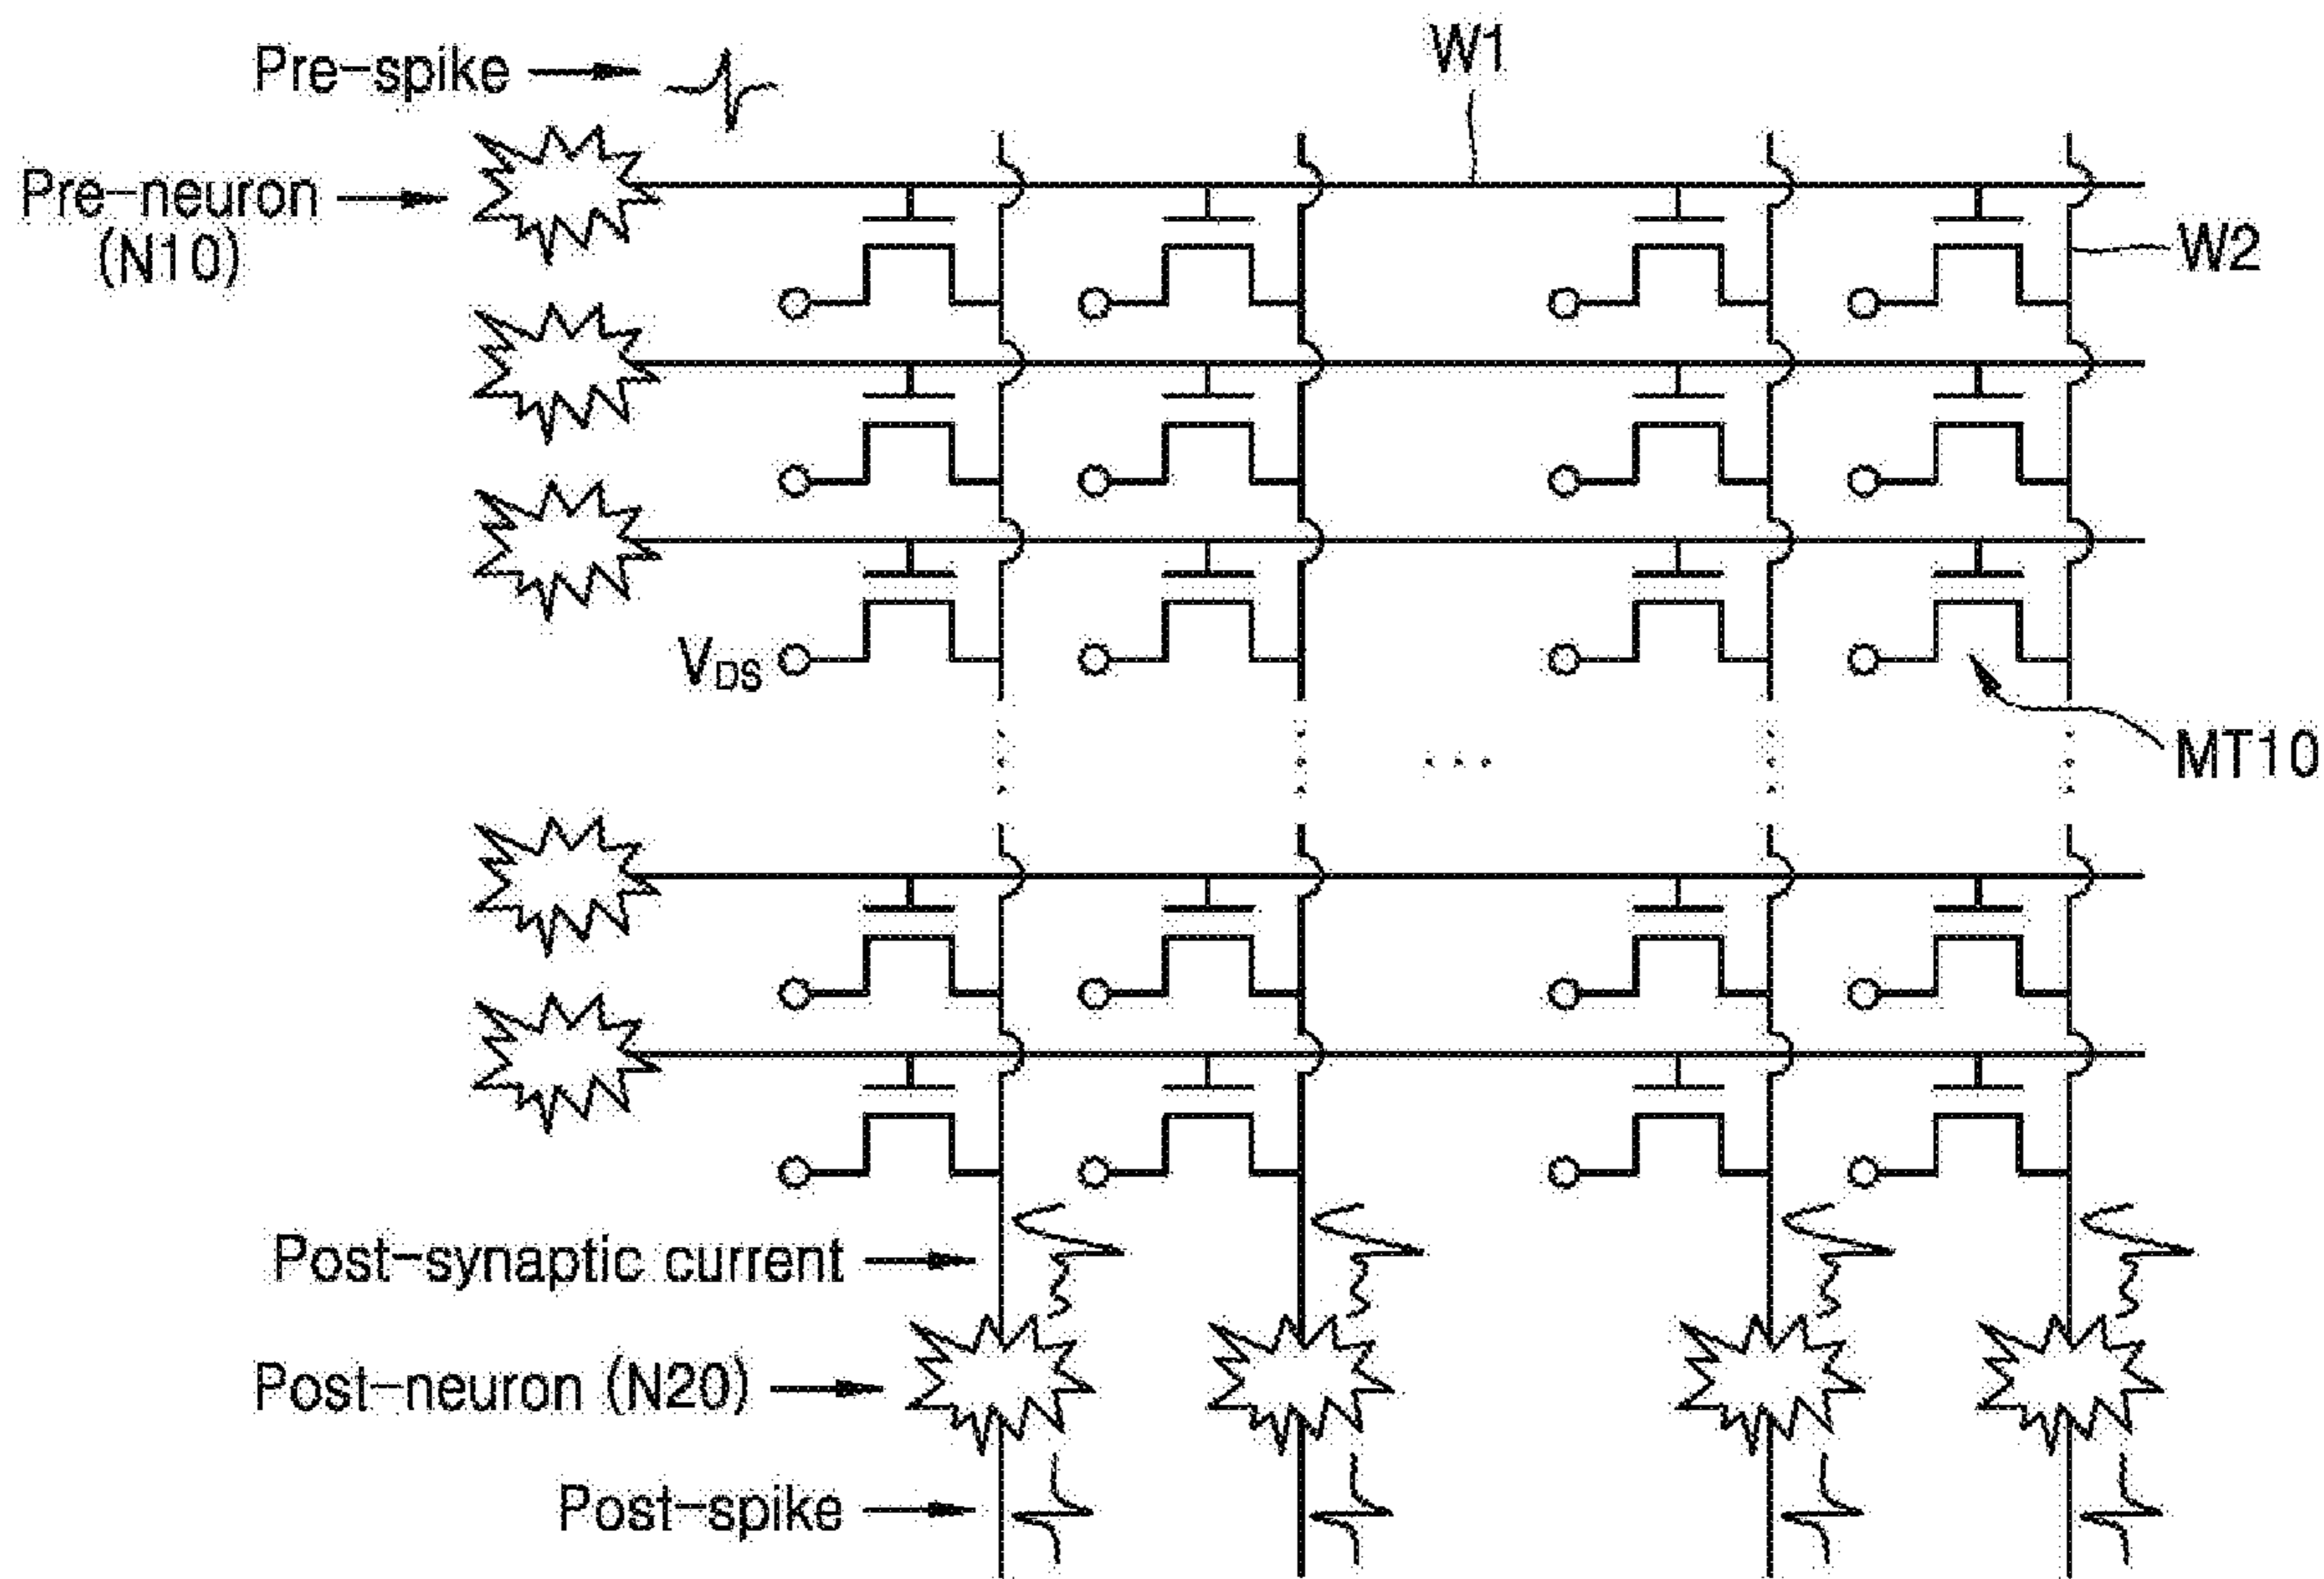 Pre-spike
W1
Pre-neuron
(N10)
W2
VDS
MT10
Post-synaptic current
Post-neuron (N20)
Post-spike